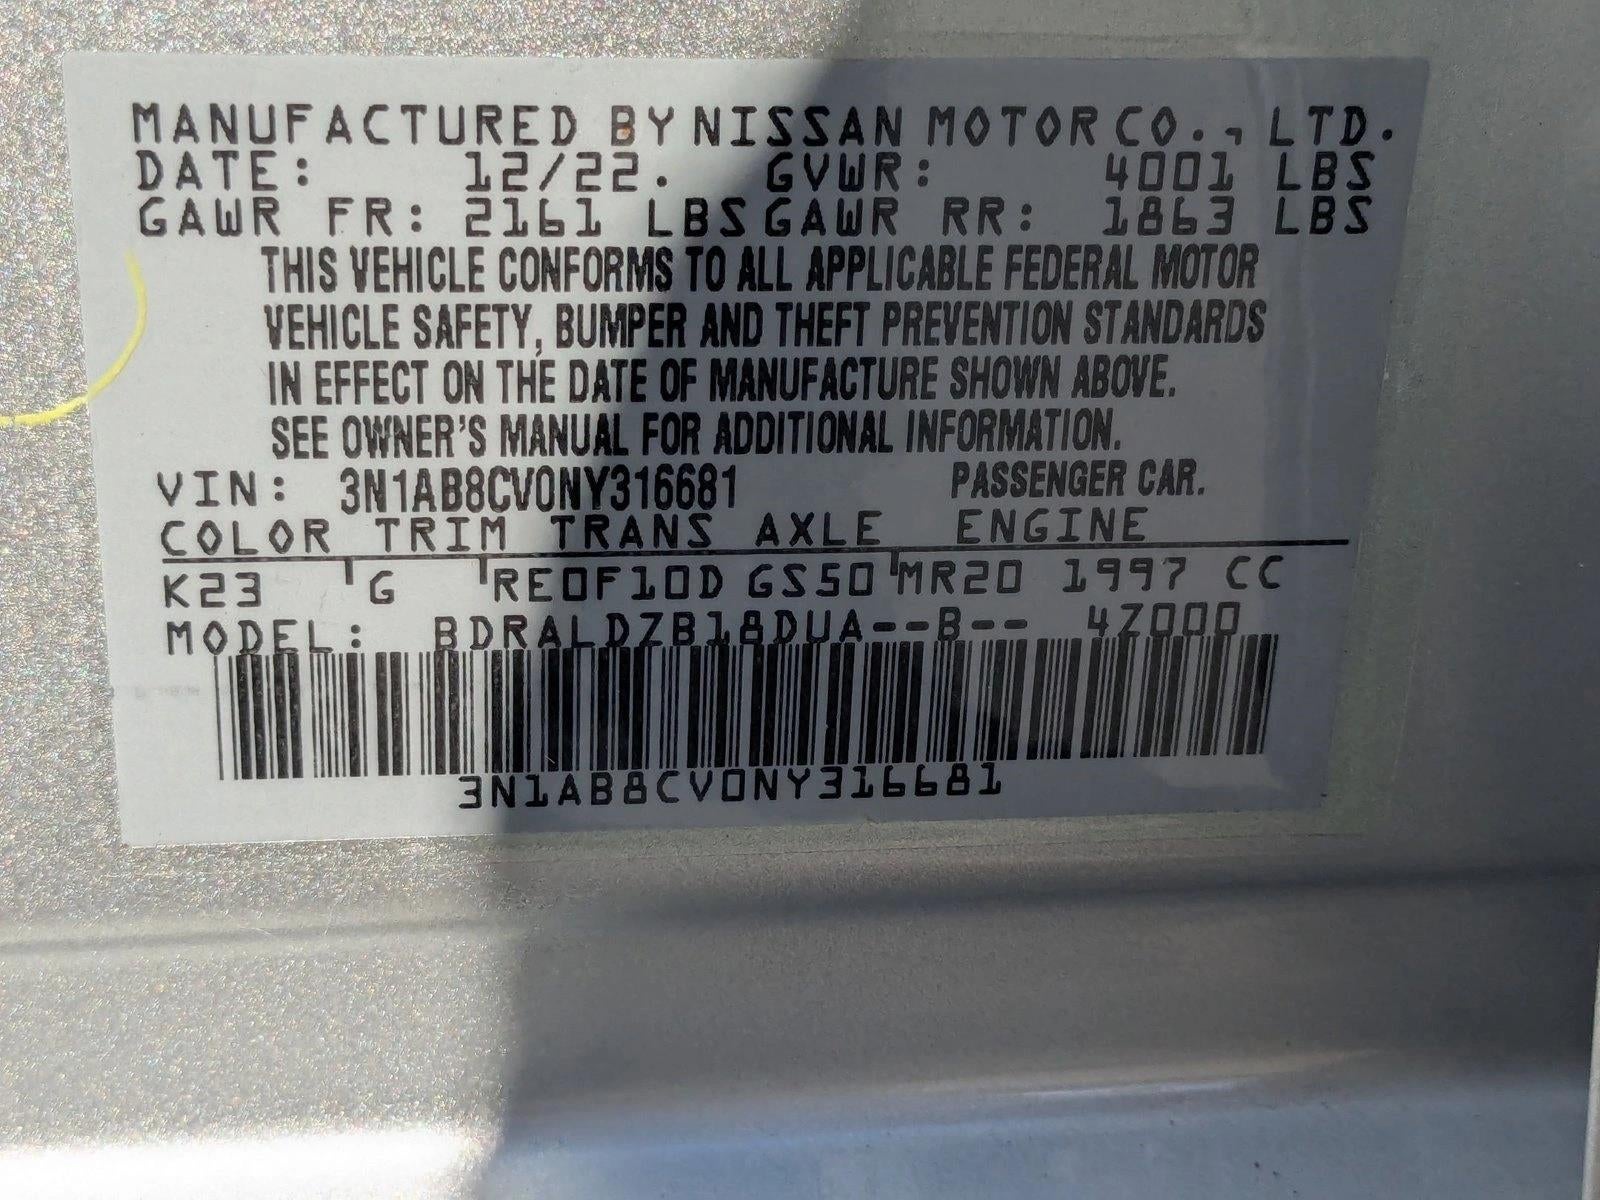 MANUFACTURED BY NISSAN MOTOR CO., LTD.
DATE: 12/22. GVWR: 4001 LBS
GAWR FR: 2161 LBS GAWR RR: 1863 LBS
THIS VEHICLE CONFORMS TO ALL APPLICABLE FEDERAL MOTOR
VEHICLE SAFETY, BUMPER AND THEFT PREVENTION STANDARDS
IN EFFECT ON THE DATE OF MANUFACTURE SHOWN ABOVE.
SEE OWNER'S MANUAL FOR ADDITIONAL INFORMATION.
VIN: 3N1AB8CV0NY316681 PASSENGER CAR.
COLOR TRIM TRANS AXLE ENGINE
K23 G RE0F10D GS50 MR20 1997 CC
MODEL: BDRALDZB18DUA--B-- 4Z000
3N1AB8CV0NY316681